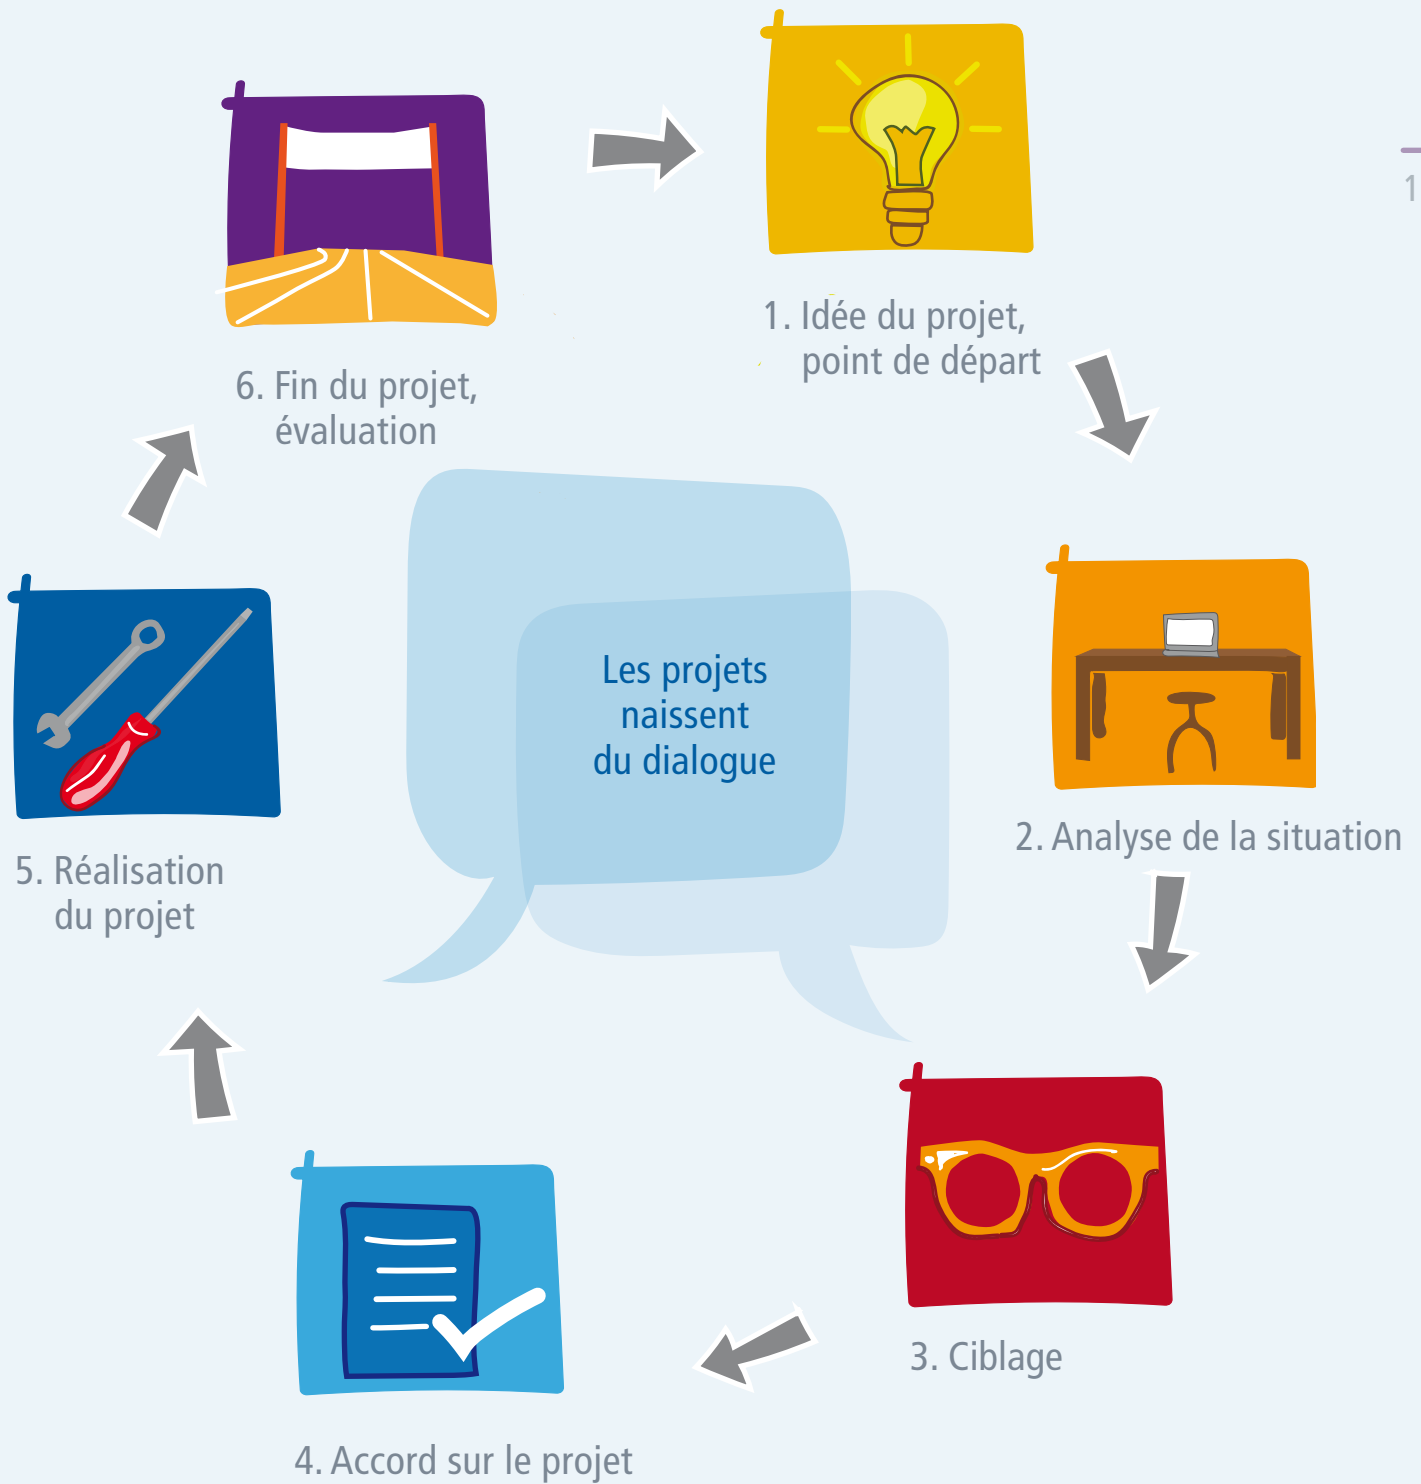 1. Idée du projet,
point de départ
6. Fin du projet,
évaluation
Les projets
naissent
du dialogue
2. Analyse de la situation
5. Réalisation
du projet
3. Ciblage
4. Accord sur le projet
1